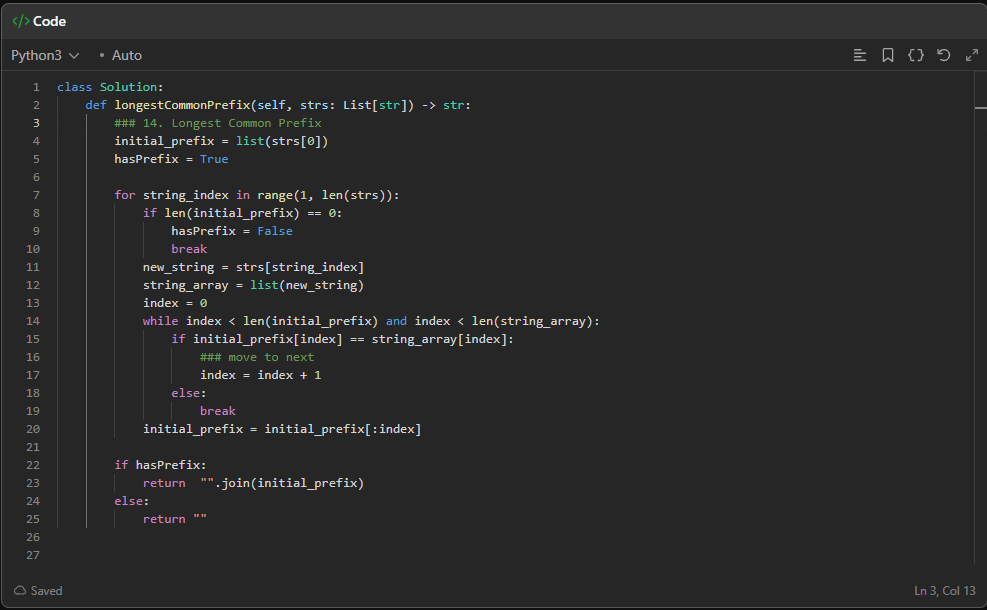 </> Code
Python3 • Auto
1 class Solution:
2     def longestCommonPrefix(self, strs: List[str]) -> str:
3         ### 14. Longest Common Prefix
4         initial_prefix = list(strs[0])
5         hasPrefix = True
6
7         for string_index in range(1, len(strs)):
8             if len(initial_prefix) == 0:
9                 hasPrefix = False
10                 break
11             new_string = strs[string_index]
12             string_array = list(new_string)
13             index = 0
14             while index < len(initial_prefix) and index < len(string_array):
15                 if initial_prefix[index] == string_array[index]:
16                     ### move to next
17                     index = index + 1
18                 else:
19                     break
20             initial_prefix = initial_prefix[:index]
21
22         if hasPrefix:
23             return  "".join(initial_prefix)
24         else:
25             return ""
26
27
Saved Ln 3, Col 13